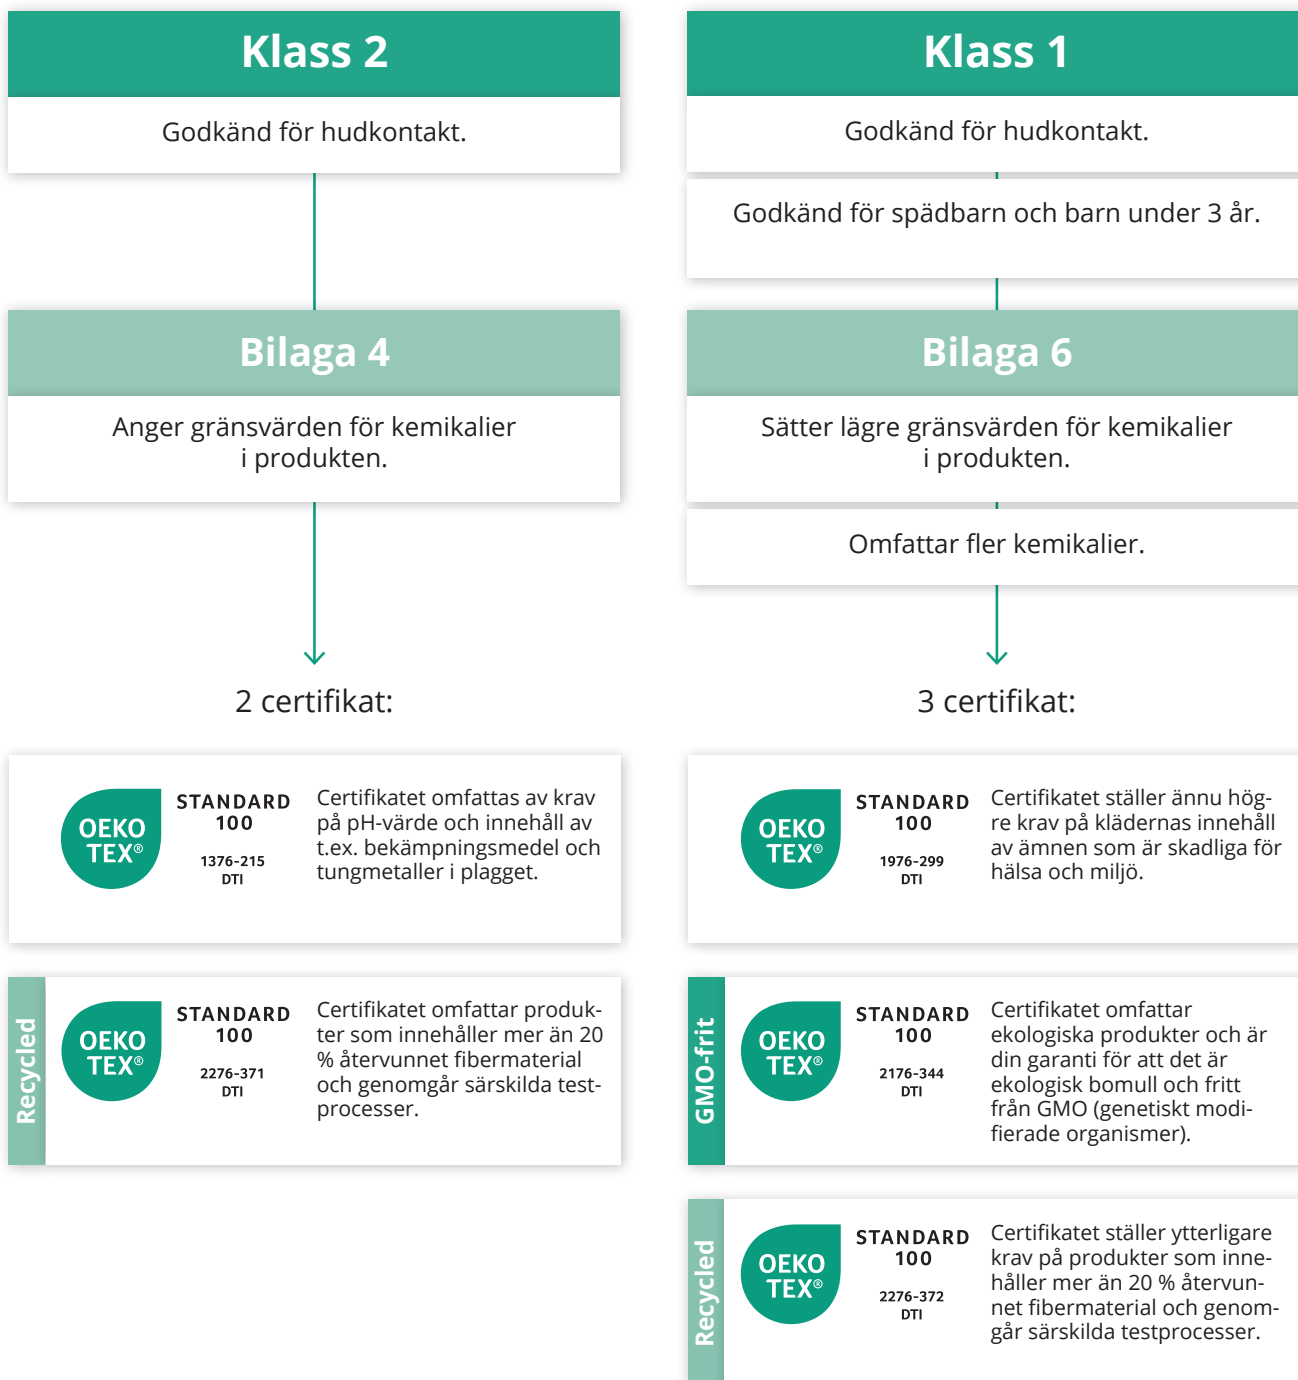 Klass 2
Godkänd för hudkontakt.
Bilaga 4
Anger gränsvärden för kemikalier
i produkten.
2 certifikat:
OEKO
TEX®
STANDARD
100
1376-215
DTI
Certifikatet omfattas av krav
på pH-värde och innehåll av
t.ex. bekämpningsmedel och
tungmetaller i plagget.
Recycled
OEKO
TEX®
STANDARD
100
2276-371
DTI
Certifikatet omfattar produk-
ter som innehåller mer än 20
% återvunnet fibermaterial
och genomgår särskilda test-
processer.
Klass 1
Godkänd för hudkontakt.
Godkänd för spädbarn och barn under 3 år.
Bilaga 6
Sätter lägre gränsvärden för kemikalier
i produkten.
Omfattar fler kemikalier.
3 certifikat:
OEKO
TEX®
STANDARD
100
1976-299
DTI
Certifikatet ställer ännu hög-
re krav på klädernas innehåll
av ämnen som är skadliga för
hälsa och miljö.
GMO-frit
OEKO
TEX®
STANDARD
100
2176-344
DTI
Certifikatet omfattar
ekologiska produkter och är
din garanti för att det är
ekologisk bomull och fritt
från GMO (genetiskt modi-
fierade organismer).
Recycled
OEKO
TEX®
STANDARD
100
2276-372
DTI
Certifikatet ställer ytterligare
krav på produkter som inne-
håller mer än 20 % återvun-
net fibermaterial och genom-
går särskilda testprocesser.